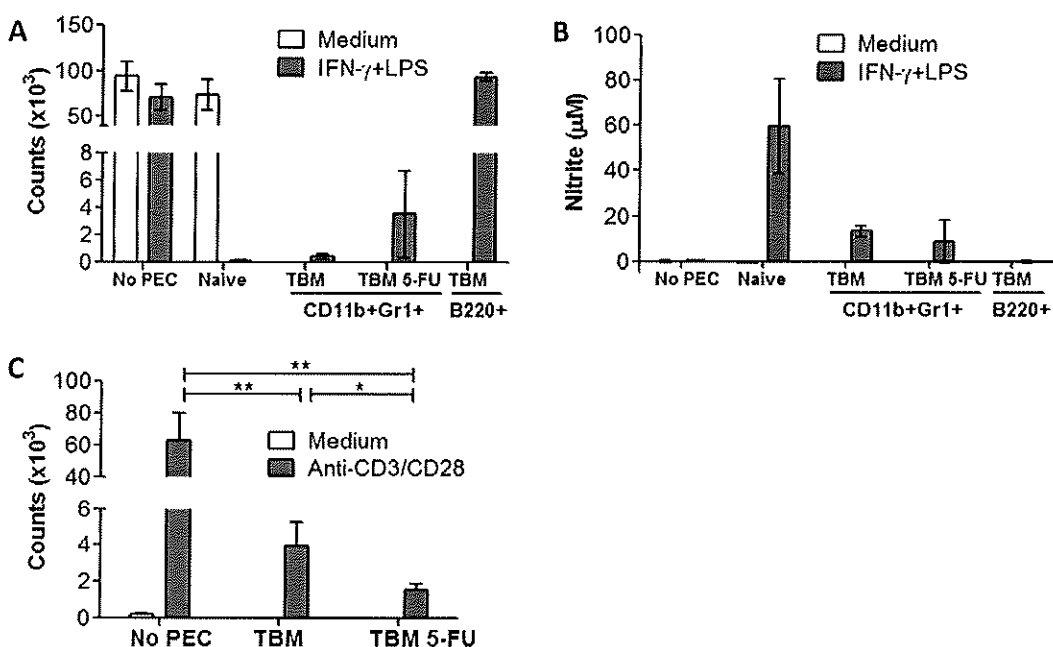 A
Counts (x10³)
150
100
50
8
6
4
2
0
Medium
IFN-γ+LPS
No PEC
Naive
TBM
TBM 5-FU
TBM
CD11b+Gr1+
B220+
B
Nitrite (μM)
100
80
60
40
20
0
Medium
IFN-γ+LPS
No PEC
Naive
TBM
TBM 5-FU
TBM
CD11b+Gr1+
B220+
C
Counts (x10³)
100
80
60
40
6
4
2
0
**
**
*
Medium
Anti-CD3/CD28
No PEC
TBM
TBM 5-FU